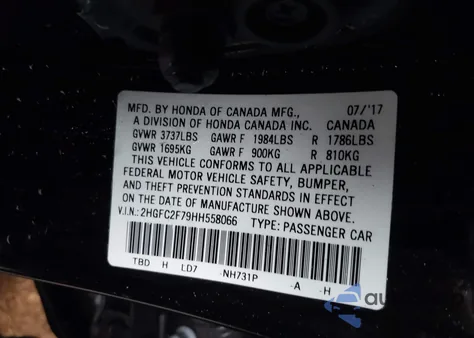 MFD. BY HONDA OF CANADA MFG., 07/'17
A DIVISION OF HONDA CANADA INC. CANADA
GVWR 3737LBS GAWR F 1984LBS R 1786LBS
GVWR 1695KG GAWR F 900KG R 810KG
THIS VEHICLE CONFORMS TO ALL APPLICABLE
FEDERAL MOTOR VEHICLE SAFETY, BUMPER,
AND THEFT PREVENTION STANDARDS IN EFFECT
ON THE DATE OF MANUFACTURE SHOWN ABOVE.
V.I.N.:2HGFC2F79HH558066 TYPE: PASSENGER CAR
TBD H LD7 NH731P -A -H